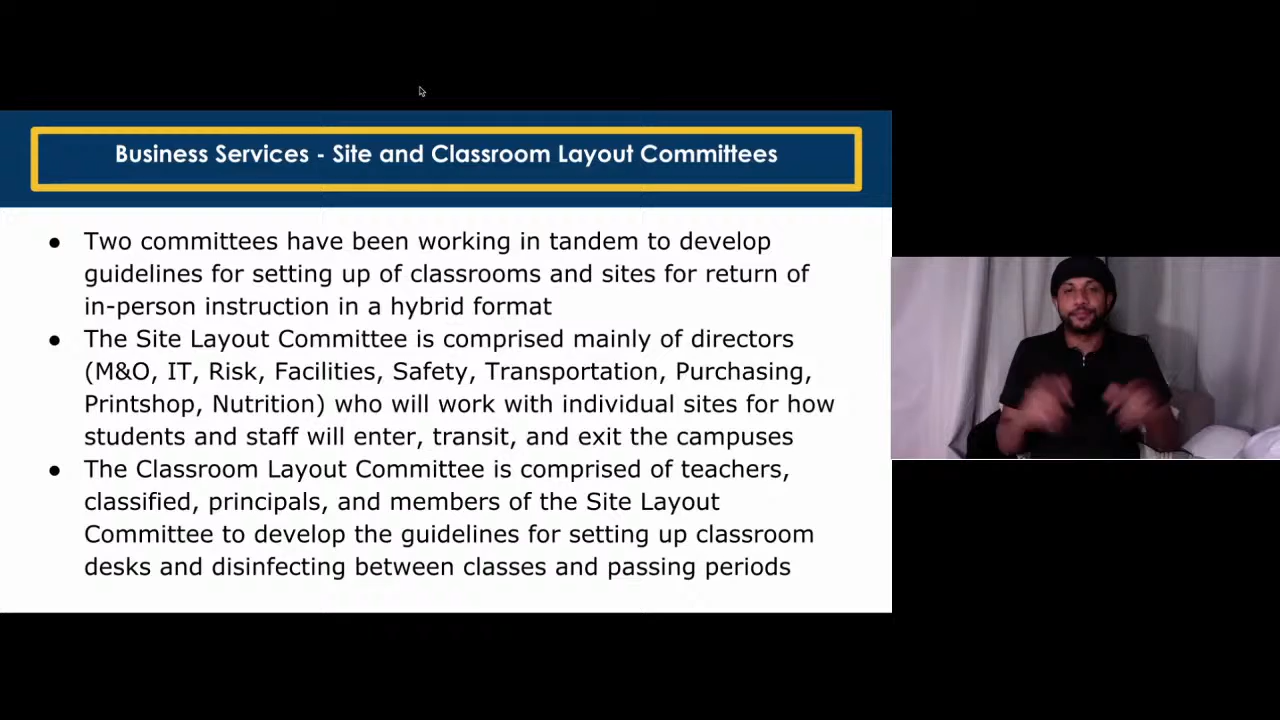 Business Services - Site and Classroom Layout Committees
● Two committees have been working in tandem to develop
guidelines for setting up of classrooms and sites for return of
in-person instruction in a hybrid format
● The Site Layout Committee is comprised mainly of directors
(M&O, IT, Risk, Facilities, Safety, Transportation, Purchasing,
Printshop, Nutrition) who will work with individual sites for how
students and staff will enter, transit, and exit the campuses
● The Classroom Layout Committee is comprised of teachers,
classified, principals, and members of the Site Layout
Committee to develop the guidelines for setting up classroom
desks and disinfecting between classes and passing periods